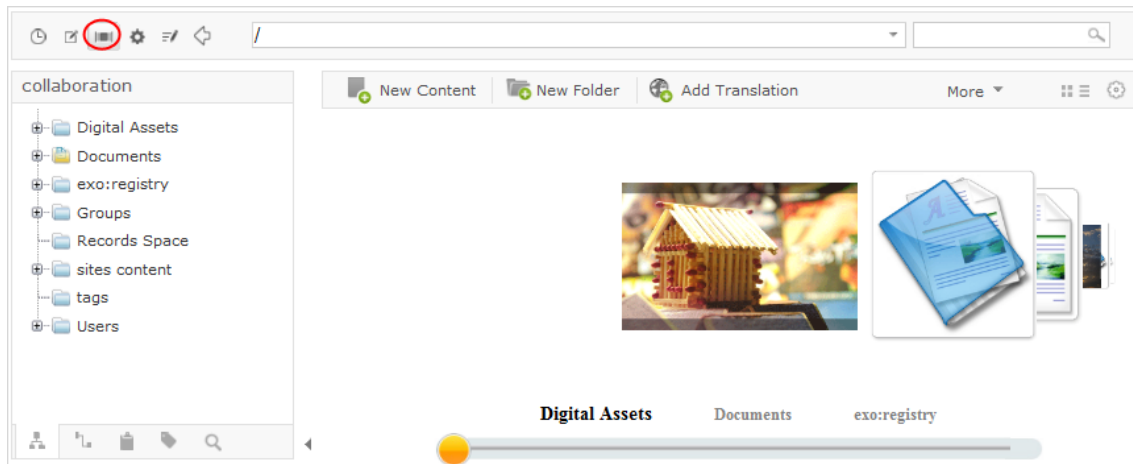 /
collaboration
New Content New Folder Add Translation More
Digital Assets
Documents
exo:registry
Groups
Records Space
sites content
tags
Users
Digital Assets Documents exo:registry